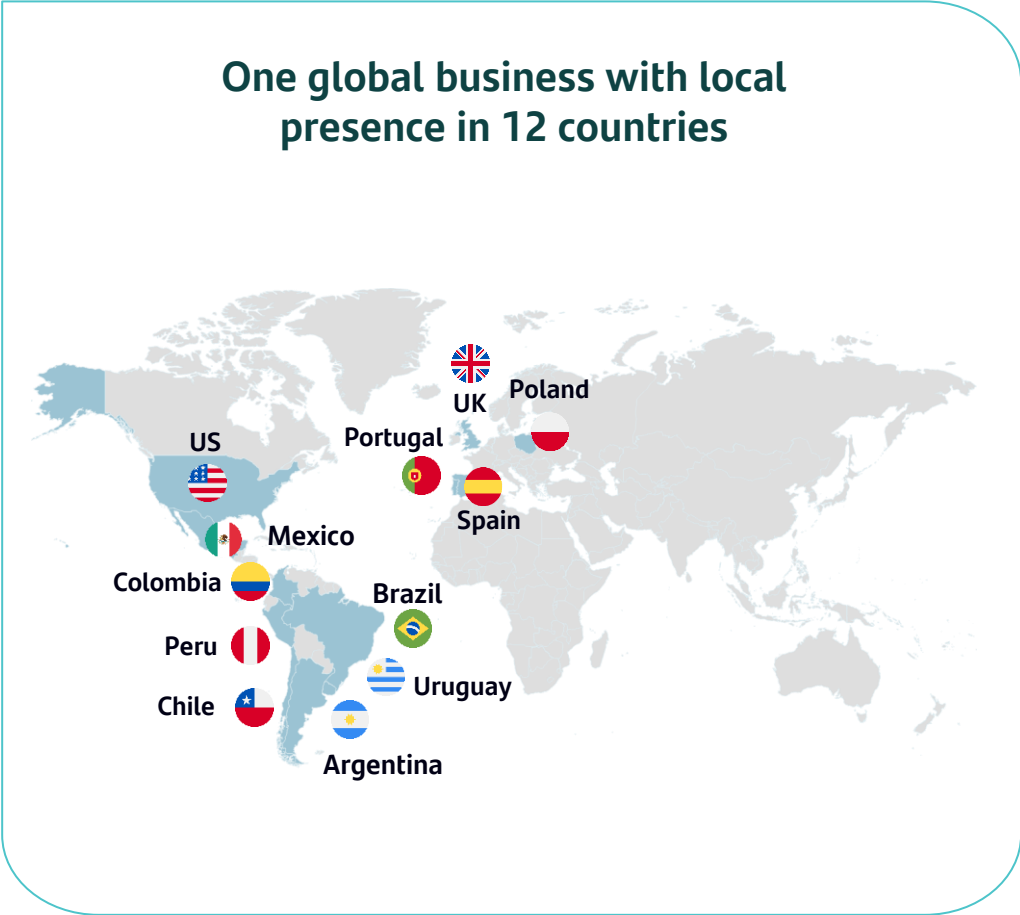 One global business with local
presence in 12 countries
UK
Poland
US
Portugal
Spain
Mexico
Colombia
Brazil
Peru
Uruguay
Chile
Argentina